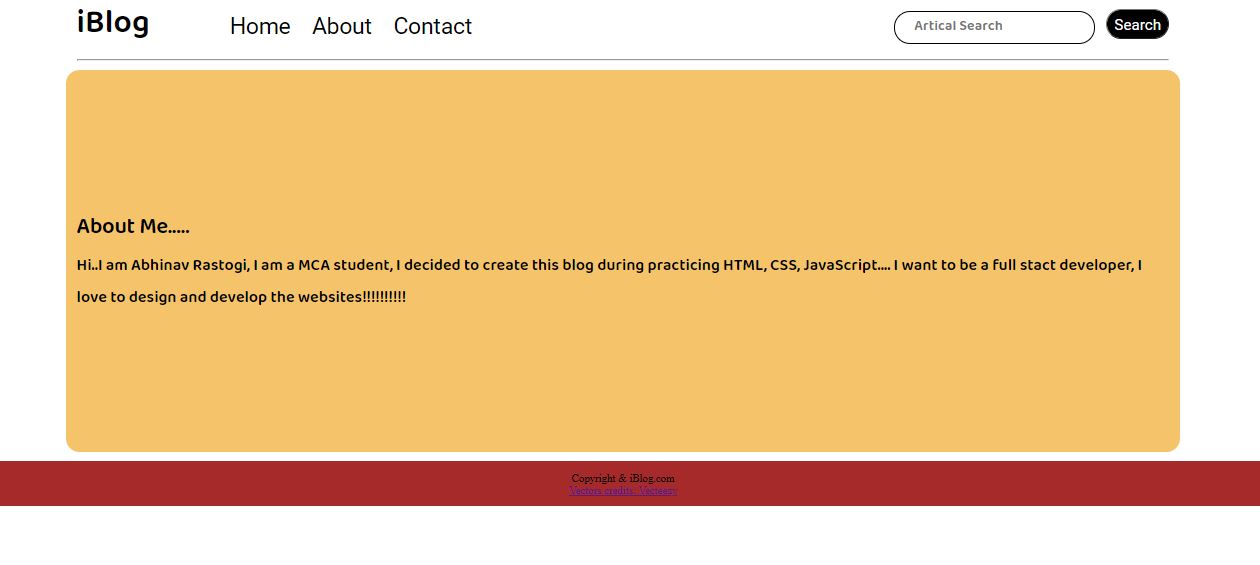 iBlog
Home About Contact
Artical Search
Search
About Me.....
Hi..I am Abhinav Rastogi, I am a MCA student, I decided to create this blog during practicing HTML, CSS, JavaScript.... I want to be a full stact developer, I
love to design and develop the websites!!!!!!!!!!
Copyright & iBlog.com
Vectors credits: Vecteesy